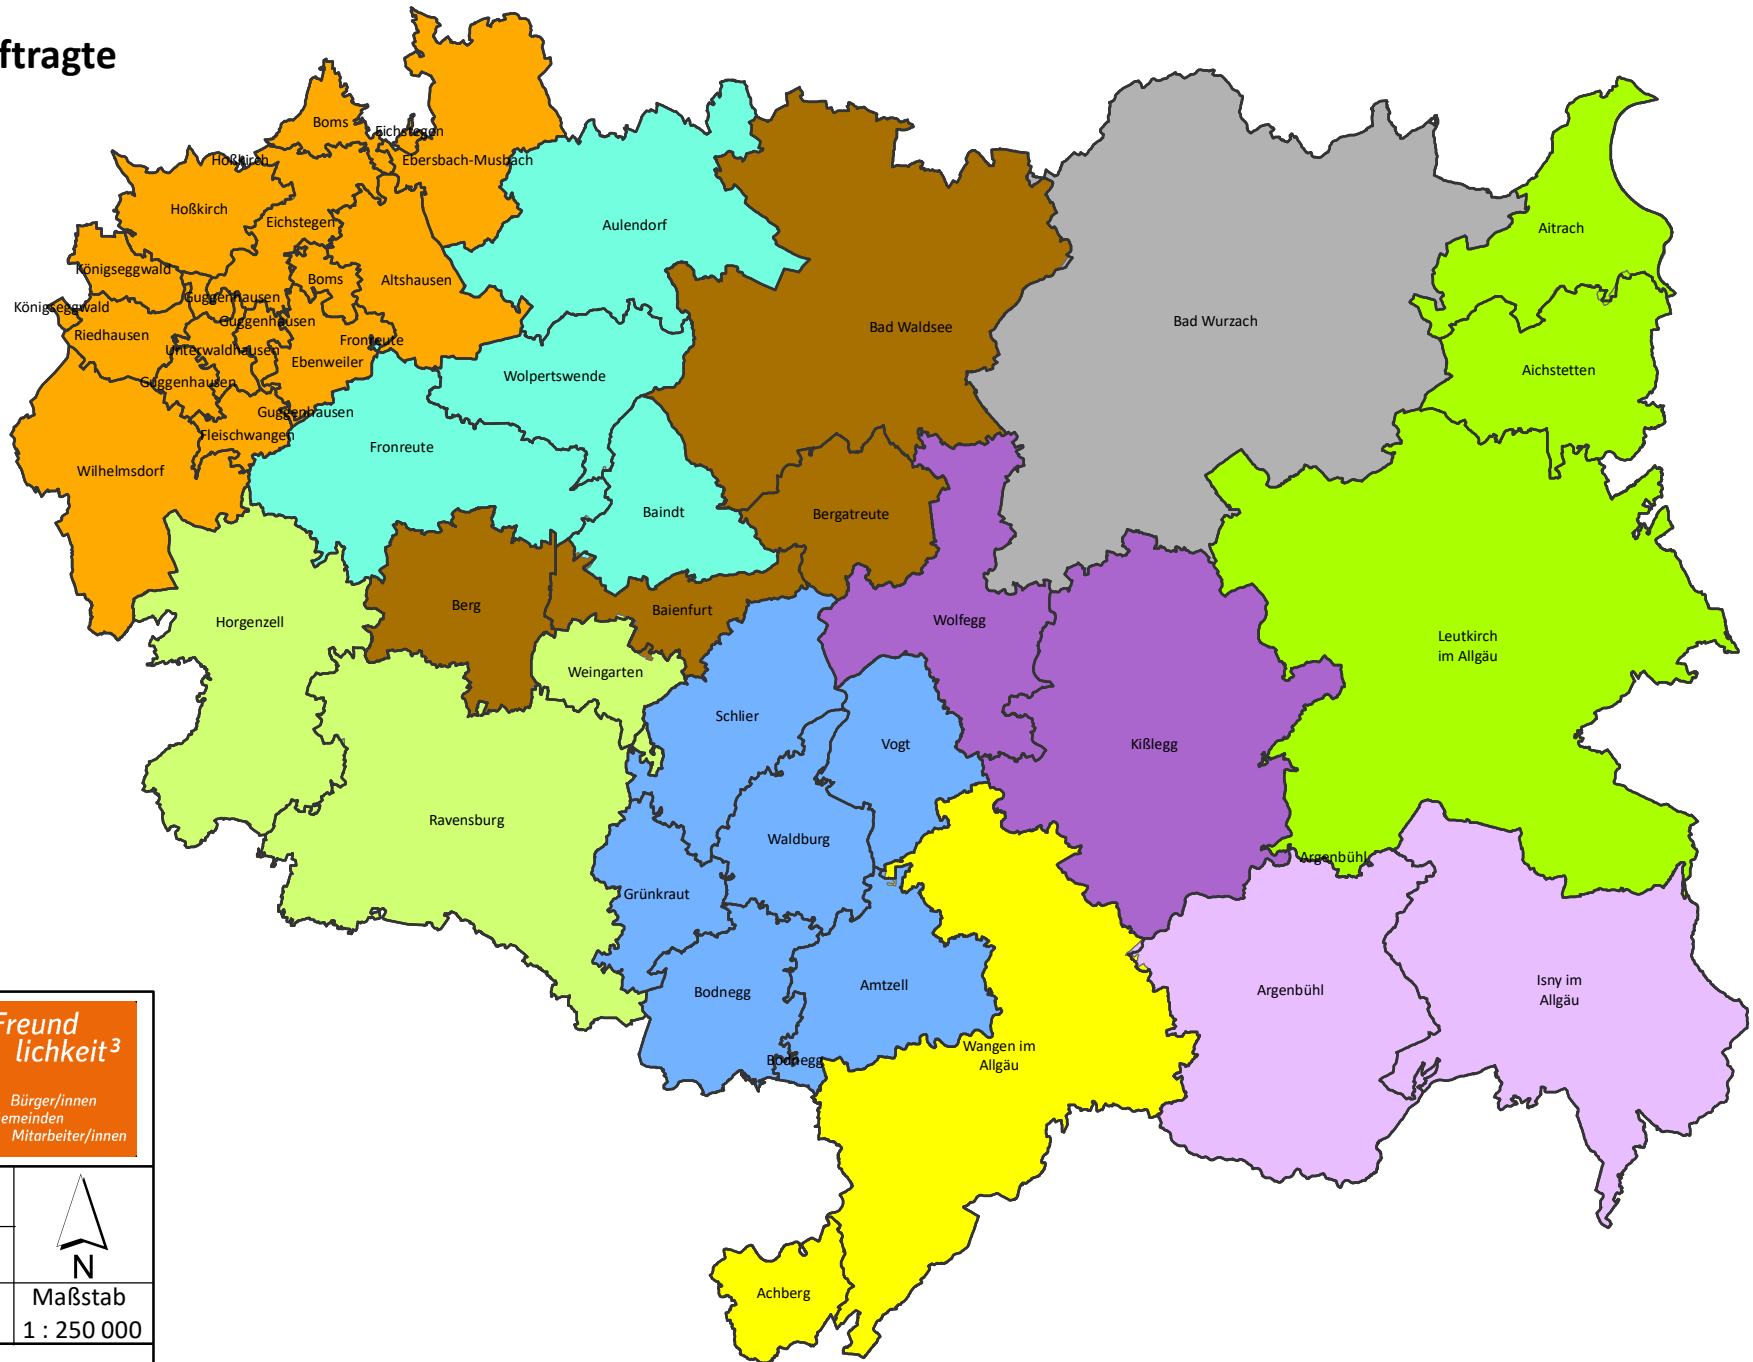 ftragte
Boms
Eichstegen
Hoßkirch
Ebersbach-Musbach
Hoßkirch
Eichstegen
Aulendorf
Aitrach
Königseggwald
Boms
Altshausen
Guggenhausen
Königseggwald
Guggenhausen
Bad Wurzach
Bad Waldsee
Riedhausen
Fronreute
Unterwaldhausen
Ebenweiler
Aichstetten
Wolpertswende
Guggenhausen
Guggenhausen
Fleischwangen
Fronreute
Wilhelmsdorf
Baindt
Bergatreute
Berg
Baienfurt
Horgenzell
Wolfegg
Leutkirch
im Allgäu
Weingarten
Schlier
Vogt
Kißlegg
Ravensburg
Waldburg
Argenbühl
Grünkraut
Bodnegg
Amtzell
Argenbühl
Isny im
Allgäu
Wangen im
Allgäu
Bodnegg
Achberg
Freund
lichkeit³
Bürger/innen
emeinden
Mitarbeiter/innen
N
Maßstab
1 : 250 000